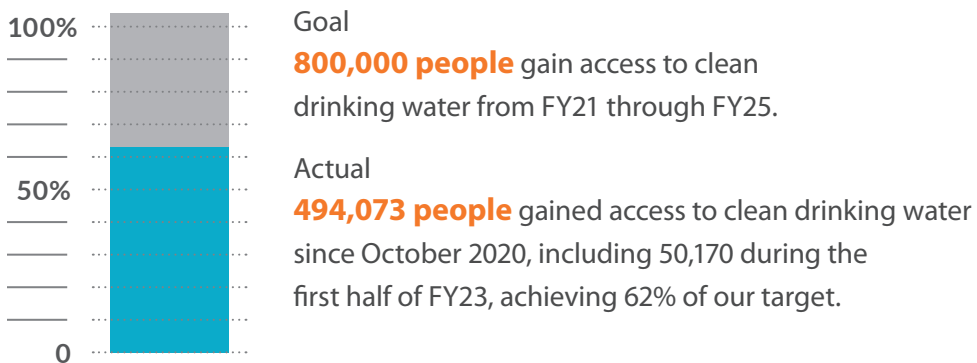 100%
50%
0
Goal
800,000 people gain access to clean
drinking water from FY21 through FY25.
Actual
494,073 people gained access to clean drinking water
since October 2020, including 50,170 during the
first half of FY23, achieving 62% of our target.